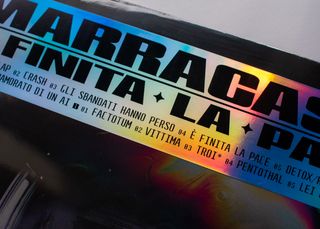 MARRACAS
FINITA ✦ LA ✦ PA
AP 02 CRASH 03 GLI SBANDATI HANNO PERSO 04 È FINITA LA PACE 05 DETOX/
AMORATO DI UN AI B 01 FACTOTUM 02 VITTIMA 03 TROI* 04 PENTOTHAL 05 LEI